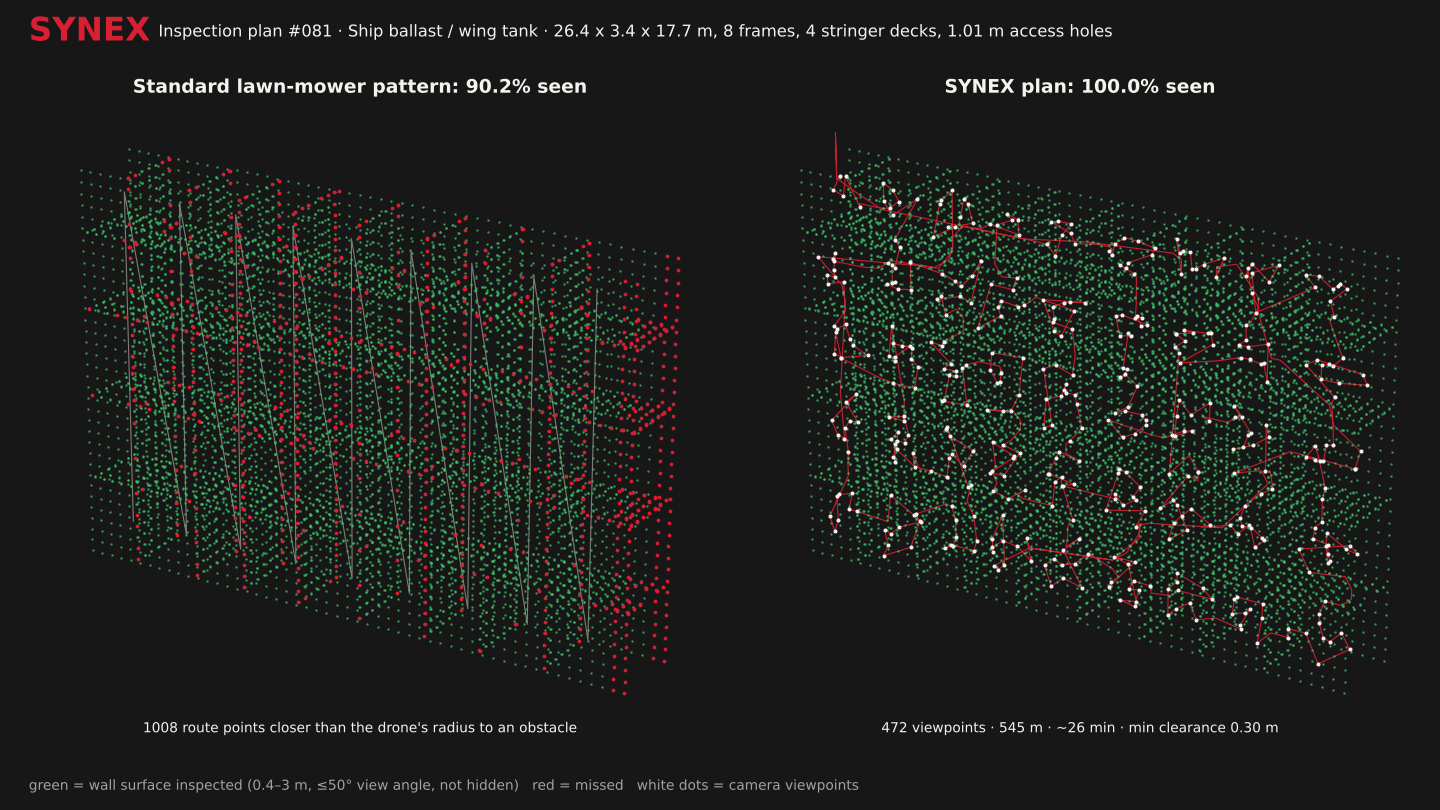 SYNEX Inspection plan #081 · Ship ballast / wing tank · 26.4 x 3.4 x 17.7 m, 8 frames, 4 stringer decks, 1.01 m access holes
Standard lawn-mower pattern: 90.2% seen
SYNEX plan: 100.0% seen
1008 route points closer than the drone's radius to an obstacle
472 viewpoints · 545 m · ~26 min · min clearance 0.30 m
green = wall surface inspected (0.4–3 m, ≤50° view angle, not hidden)   red = missed   white dots = camera viewpoints